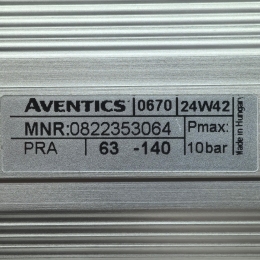 AVENTICS 0670 24W42
MNR:0822353064 Pmax:
PRA 63 -140 10bar
Made in Hungary